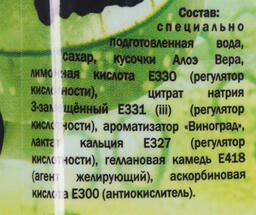 Состав:
специально
подготовленная вода,
сахар, кусочки Алоэ Вера,
лимонная кислота Е330 (регулятор
кислотности), цитрат натрия
3-замещённый Е331 (iii) (регулятор
кислотности), ароматизатор «Виноград»,
лактат кальция Е327 (регулятор
кислотности), геллановая камедь Е418
(агент желирующий), аскорбиновая
кислота Е300 (антиокислитель).